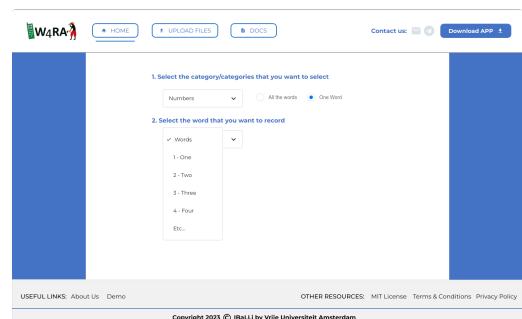 W4RA
HOME
UPLOAD FILES
DOCS
Contact us:
Download APP
1. Select the category/categories that you want to select
Numbers
All the words
One Word
2. Select the word that you want to record
Words
1 - One
2 - Two
3 - Three
4 - Four
Etc...
USEFUL LINKS: About Us Demo
OTHER RESOURCES: MIT License Terms & Conditions Privacy Policy
Copyright 2023 © by Vrije Universiteit Amsterdam